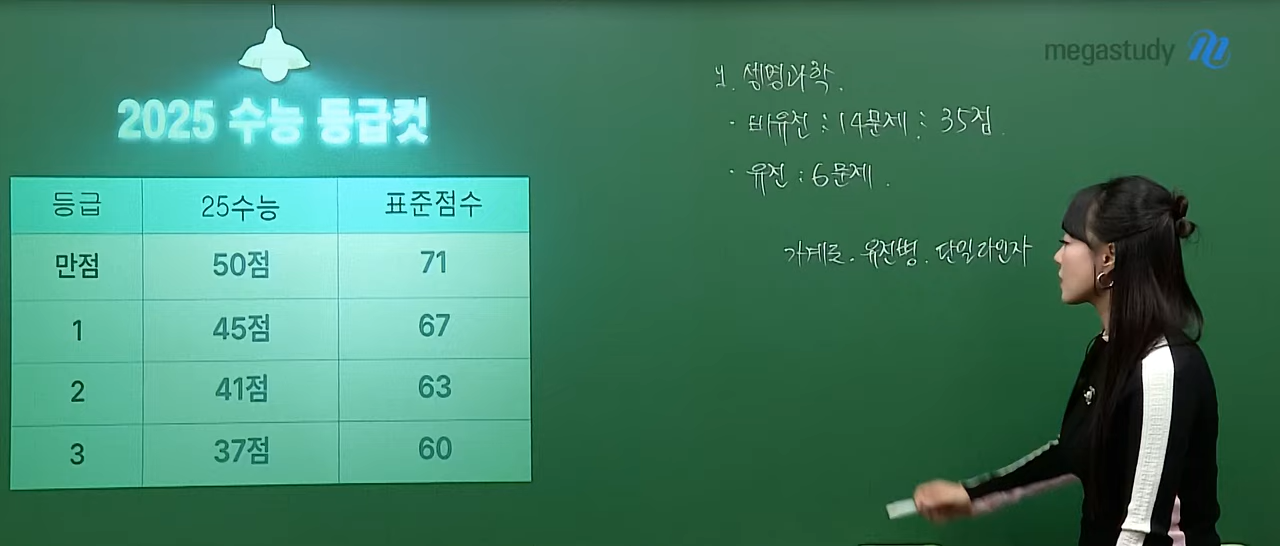 megastudy
2025 수능 등급컷
등급 25수능 표준점수
만점 50점 71
1 45점 67
2 41점 63
3 37점 60
생명과학.
· 비유전 : 14문제 : 35점.
· 유전 : 6문제.
가계도. 유전병. 단일다인자